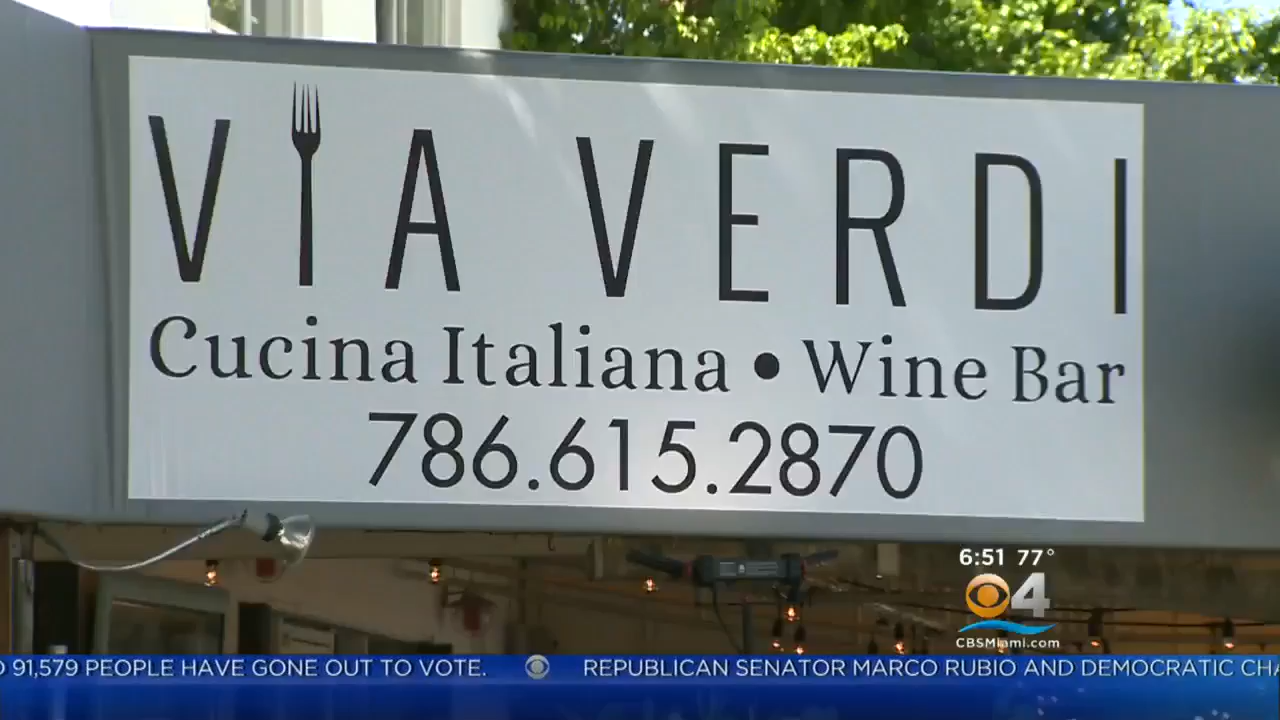 VIA VERDI
Cucina Italiana • Wine Bar
786.615.2870
6:51 77°
4
CBSMiami.com
91,579 PEOPLE HAVE GONE OUT TO VOTE. REPUBLICAN SENATOR MARCO RUBIO AND DEMOCRATIC